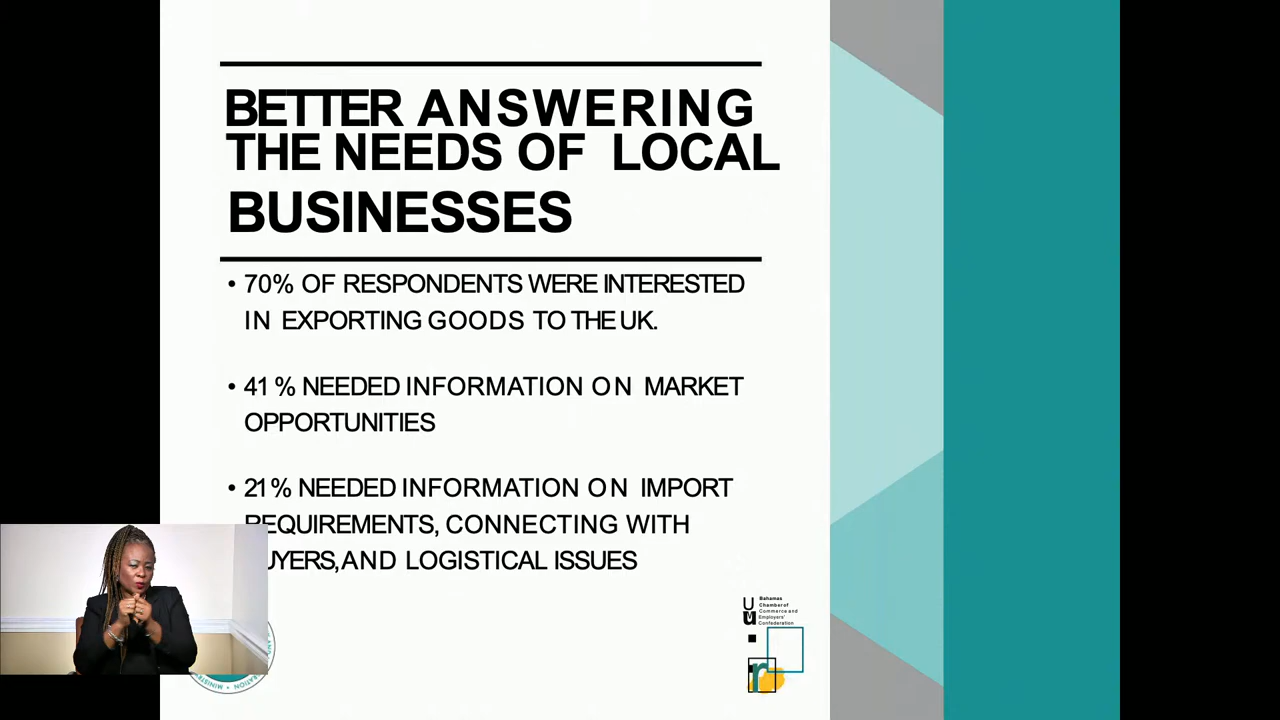 BETTER ANSWERING
THE NEEDS OF LOCAL
BUSINESSES
• 70% OF RESPONDENTS WERE INTERESTED
IN EXPORTING GOODS TO THE UK.
• 41 % NEEDED INFORMATION ON MARKET
OPPORTUNITIES
• 21% NEEDED INFORMATION ON IMPORT
REQUIREMENTS, CONNECTING WITH
UYERS, AND LOGISTICAL ISSUES
Bahamas
Chamber of
Commerce and
Employers'
Confederation